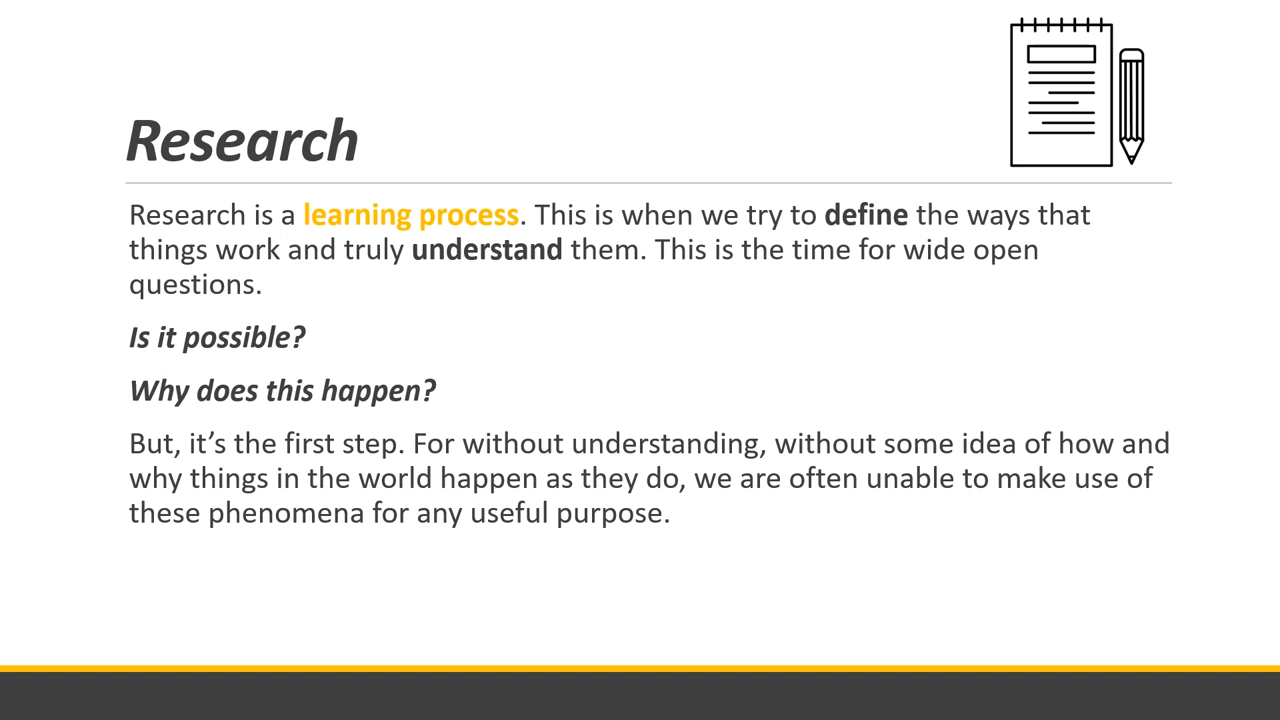 Research
Research is a learning process. This is when we try to define the ways that
things work and truly understand them. This is the time for wide open
questions.
Is it possible?
Why does this happen?
But, it’s the first step. For without understanding, without some idea of how and
why things in the world happen as they do, we are often unable to make use of
these phenomena for any useful purpose.